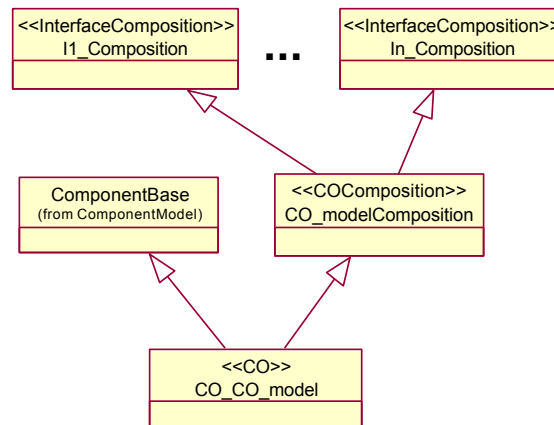 <<InterfaceComposition>>
I1_Composition
...
<<InterfaceComposition>>
In_Composition
ComponentBase
(from ComponentModel)
<<COComposition>>
CO_modelComposition
<<CO>>
CO_CO_model